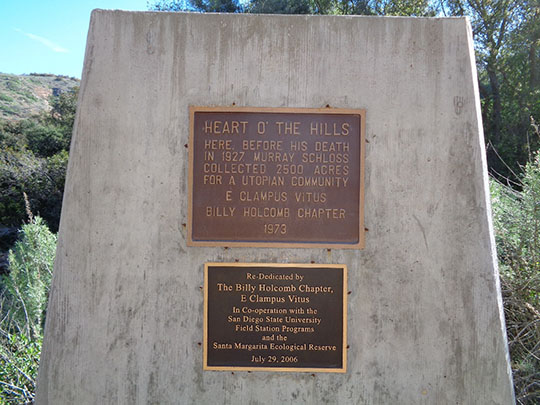 HEART O' THE HILLS
HERE, BEFORE HIS DEATH
IN 1927 MURRAY SCHLOSS
COLLECTED 2500 ACRES
FOR A UTOPIAN COMMUNITY
E CLAMPUS VITUS
BILLY HOLCOMB CHAPTER
1973
Re-Dedicated by
The Billy Holcomb Chapter,
E Clampus Vitus
In Co-operation with the
San Diego State University
Field Station Programs
and the
Santa Margarita Ecological Reserve
July 29, 2006